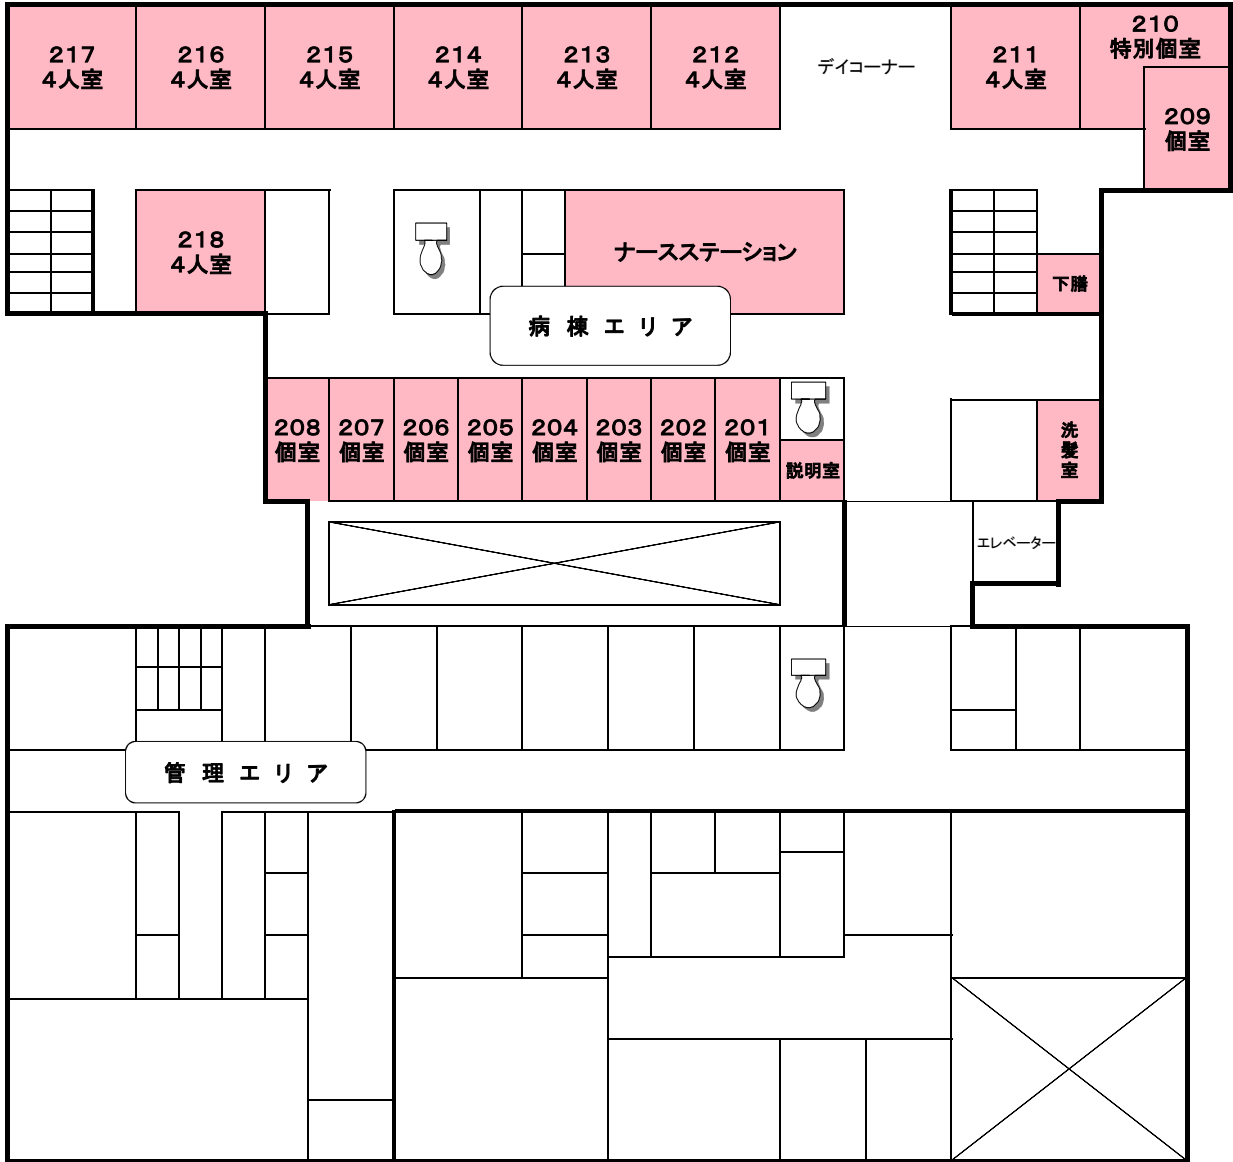 217
4人室
216
4人室
215
4人室
214
4人室
213
4人室
212
4人室
デイコーナー
211
4人室
210
特別個室
209
個室
218
4人室
ナースステーション
下膳
病棟エリア
208
個室
207
個室
206
個室
205
個室
204
個室
203
個室
202
個室
201
個室
説明室
洗髪室
エレベーター
管理エリア